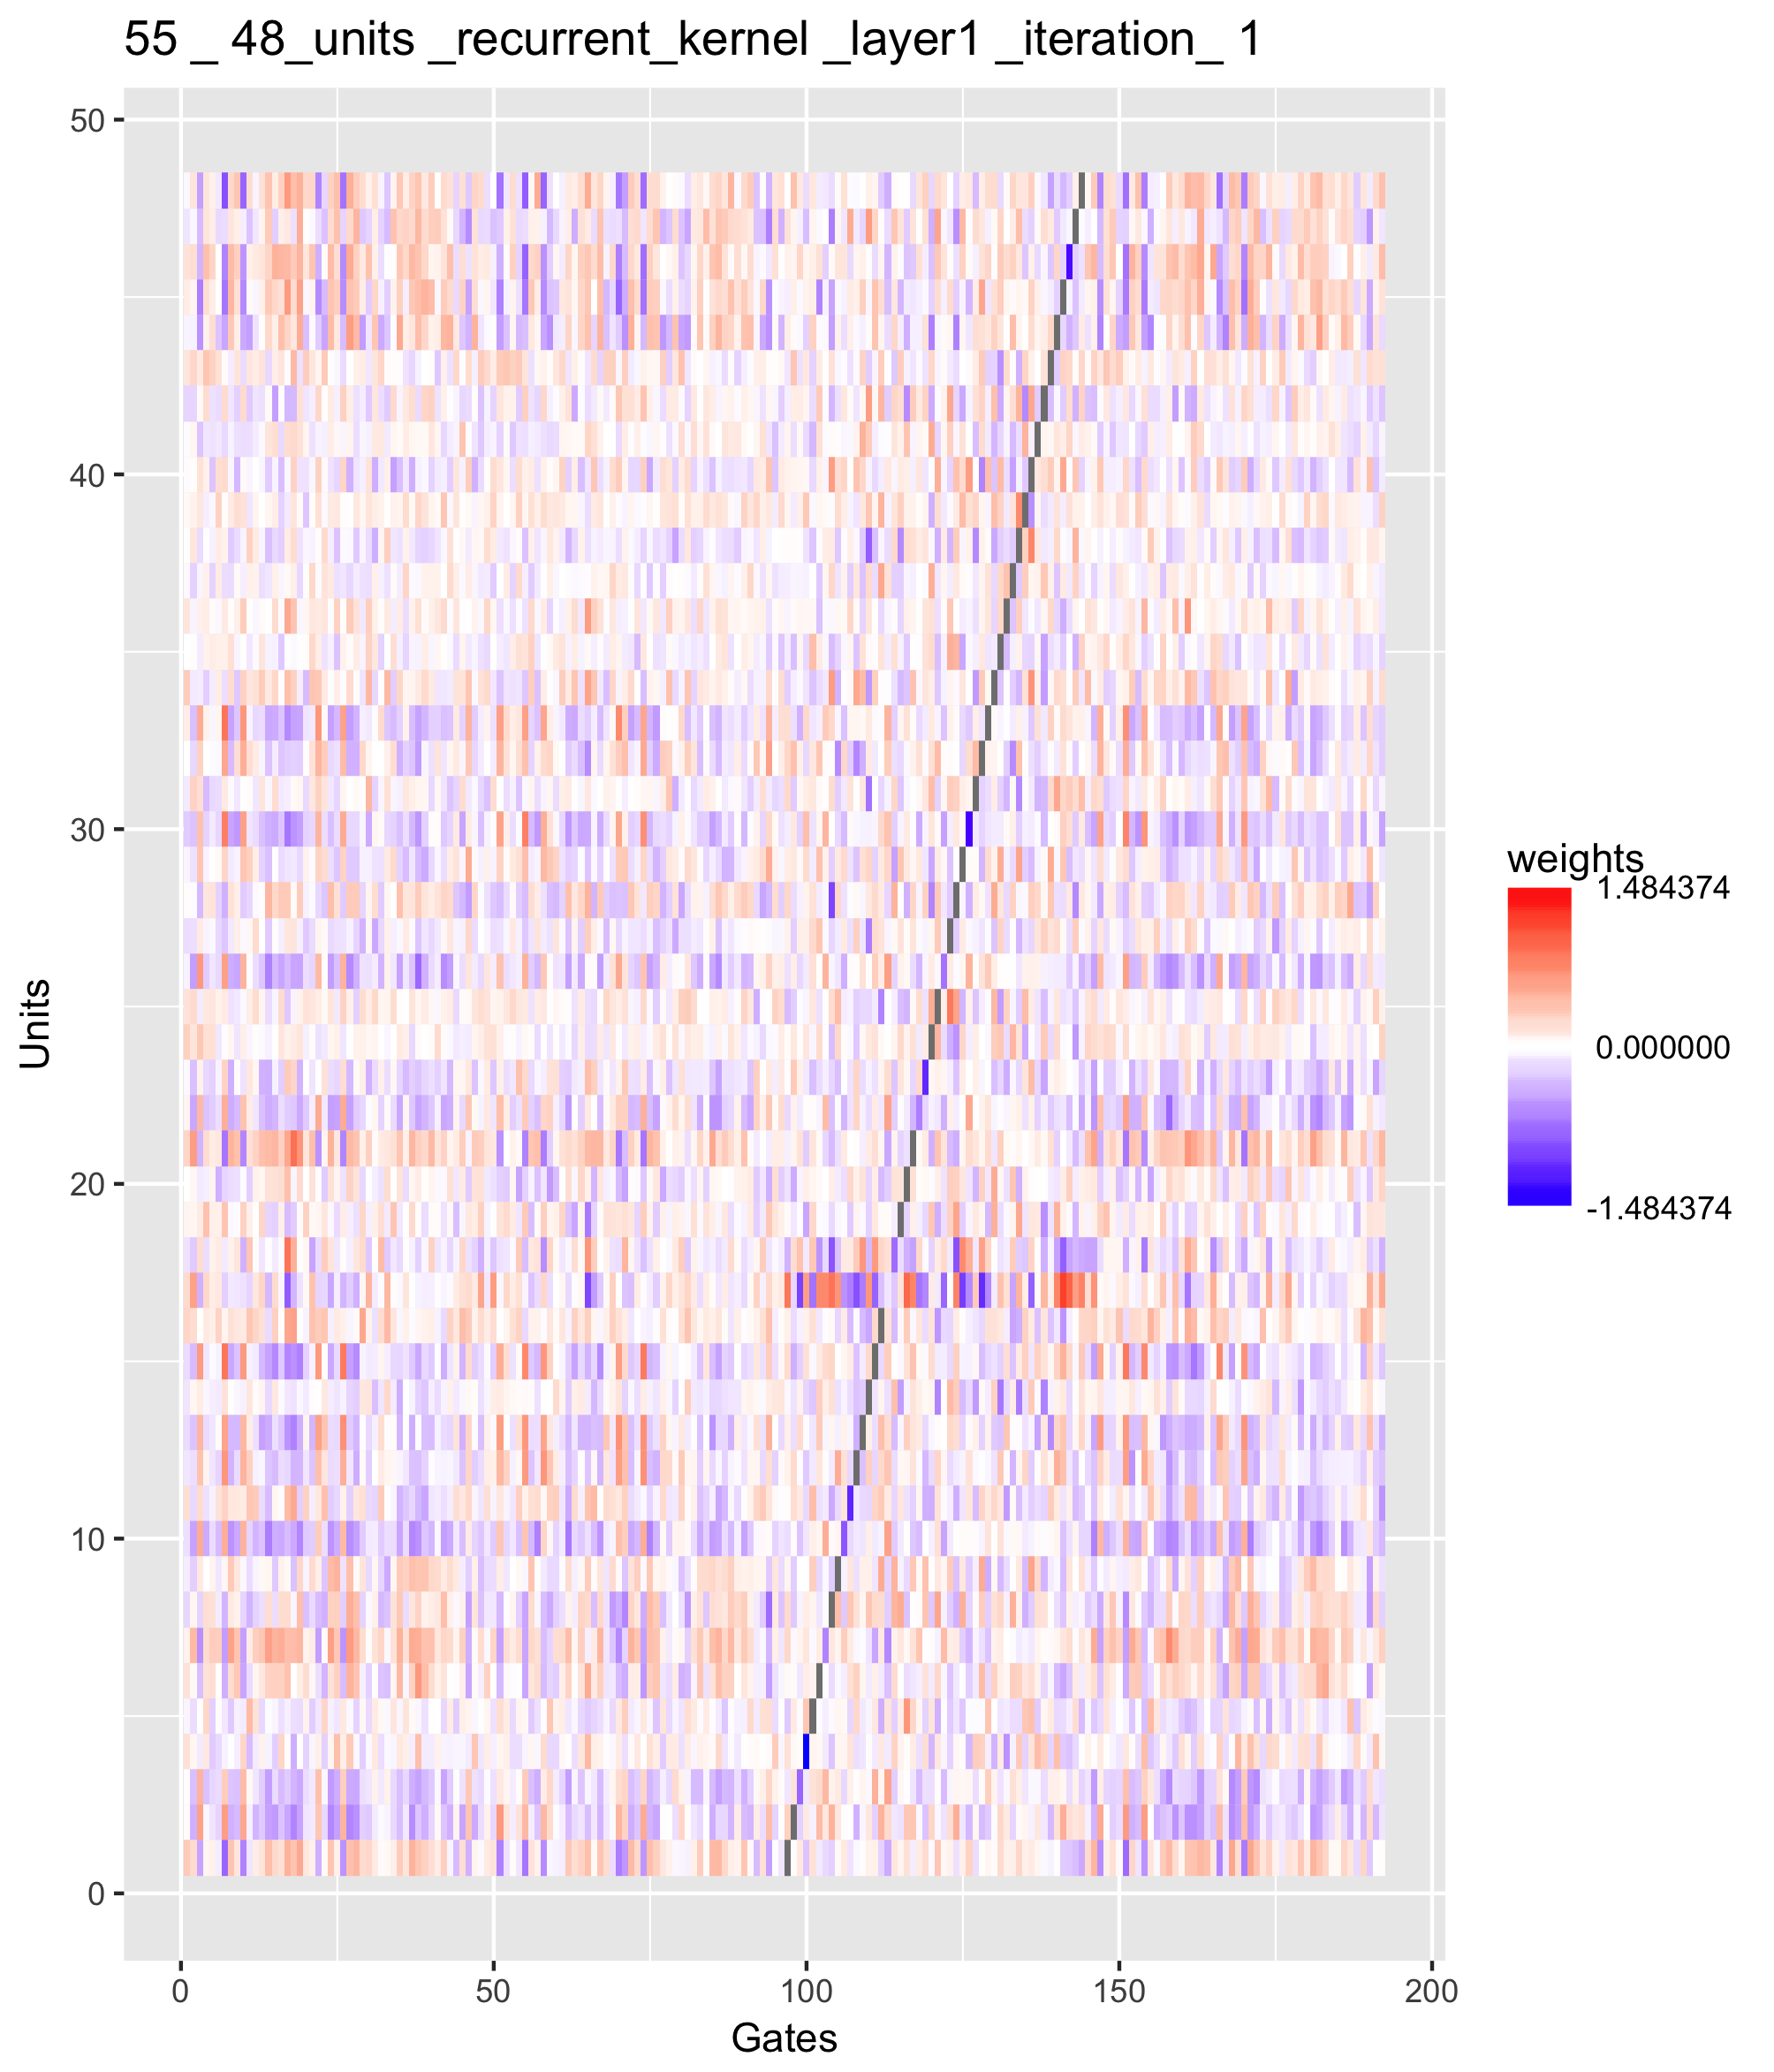 55 _ 48_units _recurrent_kernel _layer1 _iteration_ 1
50
40
30
20
10
0
Units
0 50 100 150 200
Gates
weights
1.484374
0.000000
-1.484374